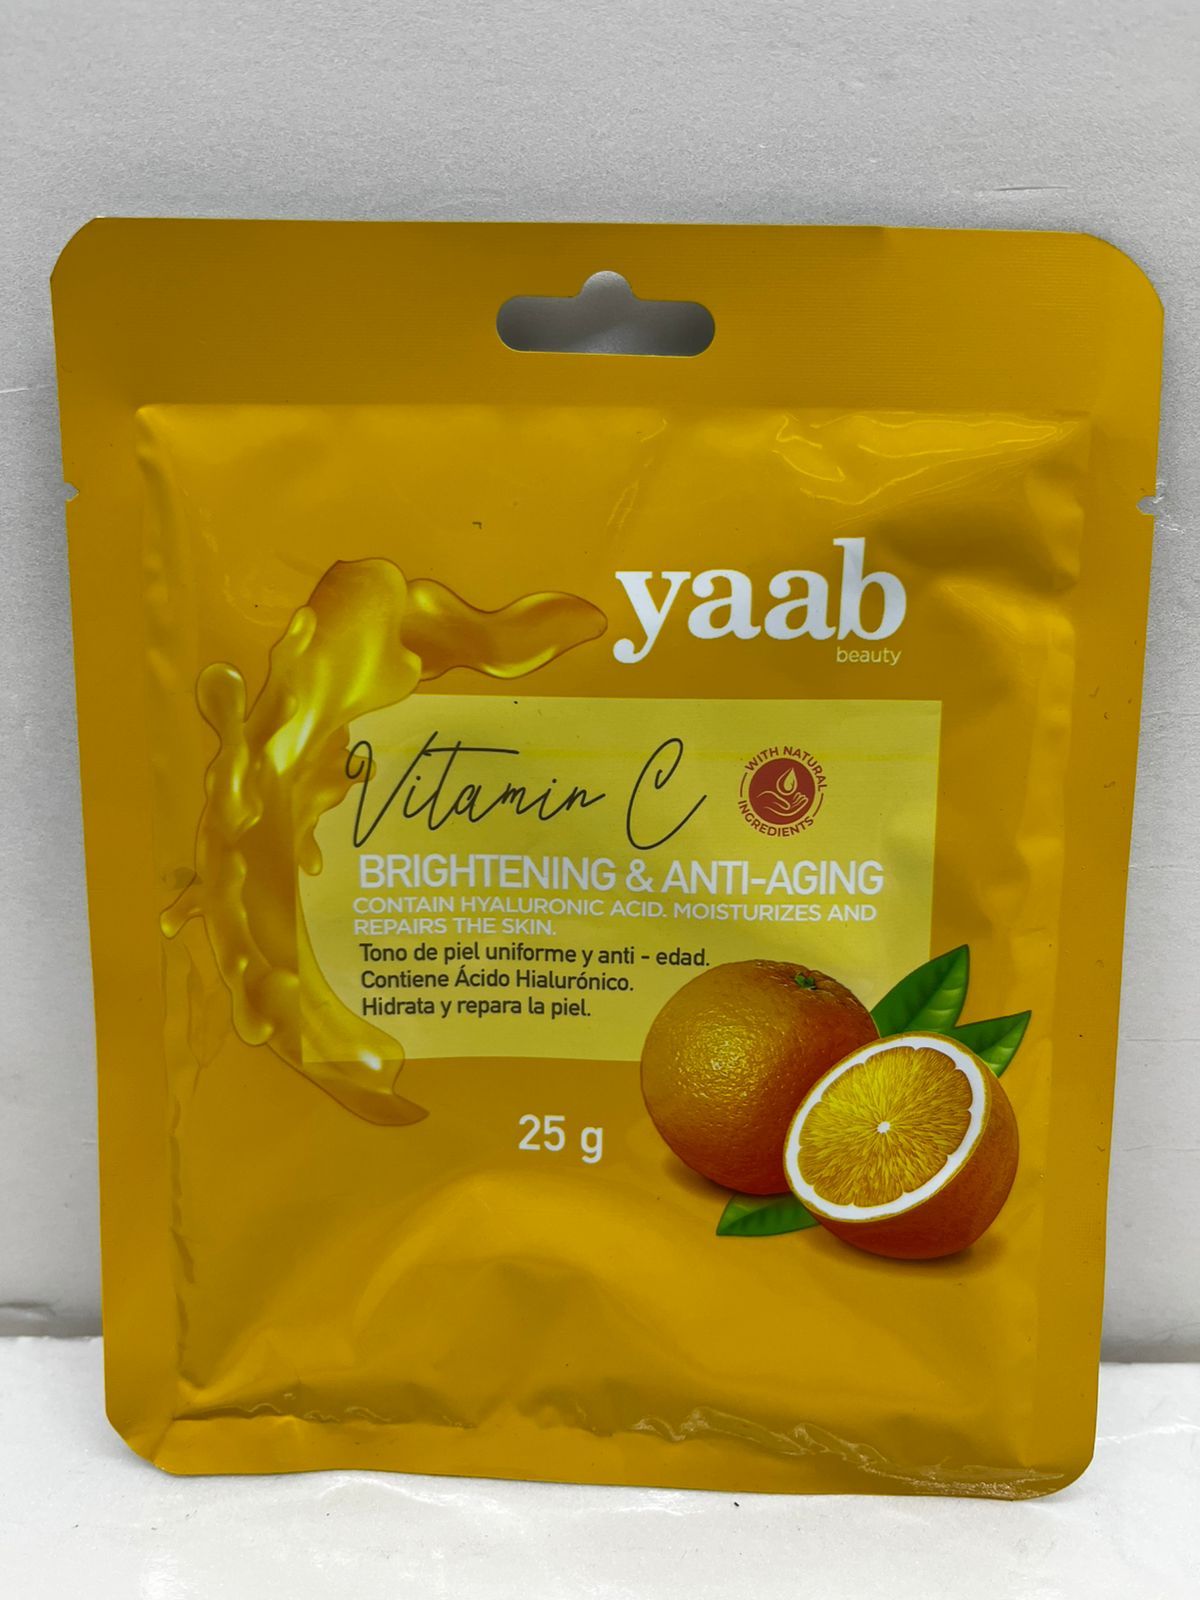 yaab
beauty
Vitamin C
WITH NATURAL
INGREDIENTS
BRIGHTENING & ANTI-AGING
CONTAIN HYALURONIC ACID. MOISTURIZES AND
REPAIRS THE SKIN.
Tono de piel uniforme y anti - edad.
Contiene Ácido Hialurónico.
Hidrata y repara la piel.
25 g